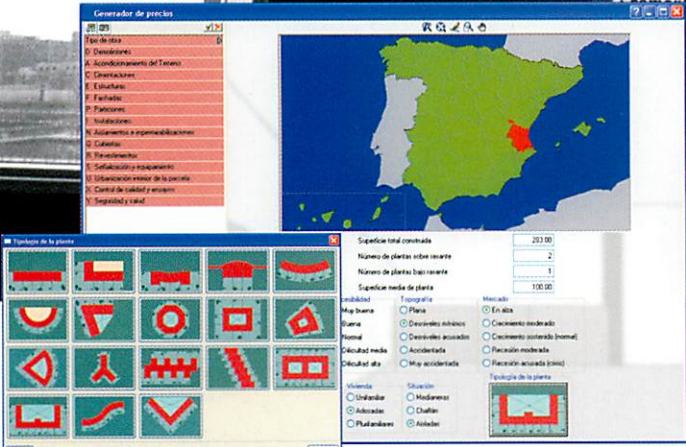 Generador de precios
Tipo de obra
D Demoliciones
A Acondicionamiento del Terreno
C Cimentaciones
E Estructuras
F Fachadas
P Particiones
I Instalaciones
N Aislamientos e impermeabilizaciones
Q Cubiertas
R Revestimientos
S Señalización y equipamiento
U Urbanización interior de la parcela
X Control de calidad y ensayos
Y Seguridad y salud
Tipología de la planta
Superficie total construida 283.00
Número de plantas sobre rasante 2
Número de plantas bajo rasante 1
Superficie media de planta 100.00
cesibilidad
Muy buena
Buena
Normal
Dificultad media
Dificultad alta
Topografía
Plana
Desniveles mínimos
Desniveles acusados
Accidentada
Muy accidentada
Mercado
En alza
Crecimiento moderado
Crecimiento sostenido (normal)
Recesión moderada
Recesión acusada (crisis)
Vivienda
Unifamiliar
Adosadas
Plurifamiliares
Situación
Medianeras
Chaflán
Aisladas
Tipología de la planta